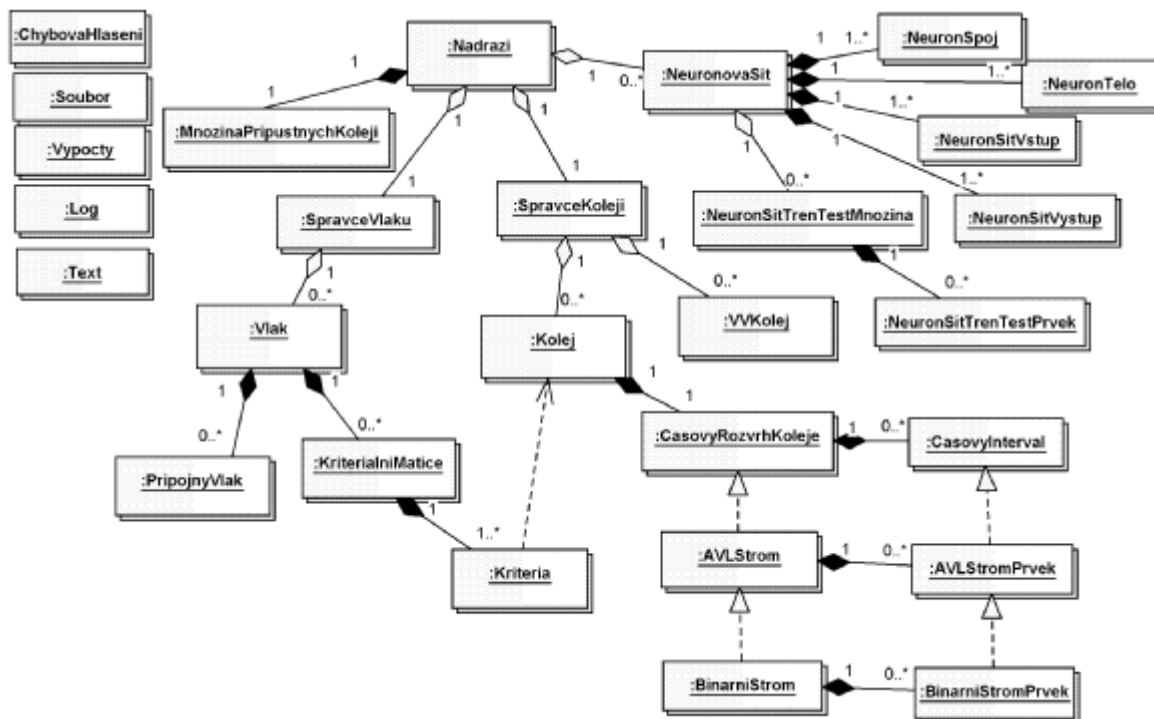 :ChybovaHlaseni
:Soubor
:Vypocty
:Log
:Text
:Nadrazi
1
1
1
1
1
0..*
:MnozinaPripustnychKoleji
:NeuronovaSit
1
1..*
:NeuronSpoj
1
1..*
:NeuronTelo
1
1..*
:NeuronSitVstup
1
1..*
:NeuronSitVystup
1
0..*
:NeuronSitTrenTestMnozina
1
0..*
:NeuronSitTrenTestPrvek
1
:SpravceVlaku
1
0..*
1
:SpravceKoleji
1
0..*
1
0..*
:VVKolej
:Vlak
1
0..*
1
0..*
:PripojnyVlak
:KriterialniMatice
1
1..*
:Kriteria
:Kolej
1
1
:CasovyRozvrhKoleje
1
0..*
:CasovyInterval
:AVLStrom
1
0..*
:AVLStromPrvek
:BinarniStrom
1
0..*
:BinarniStromPrvek